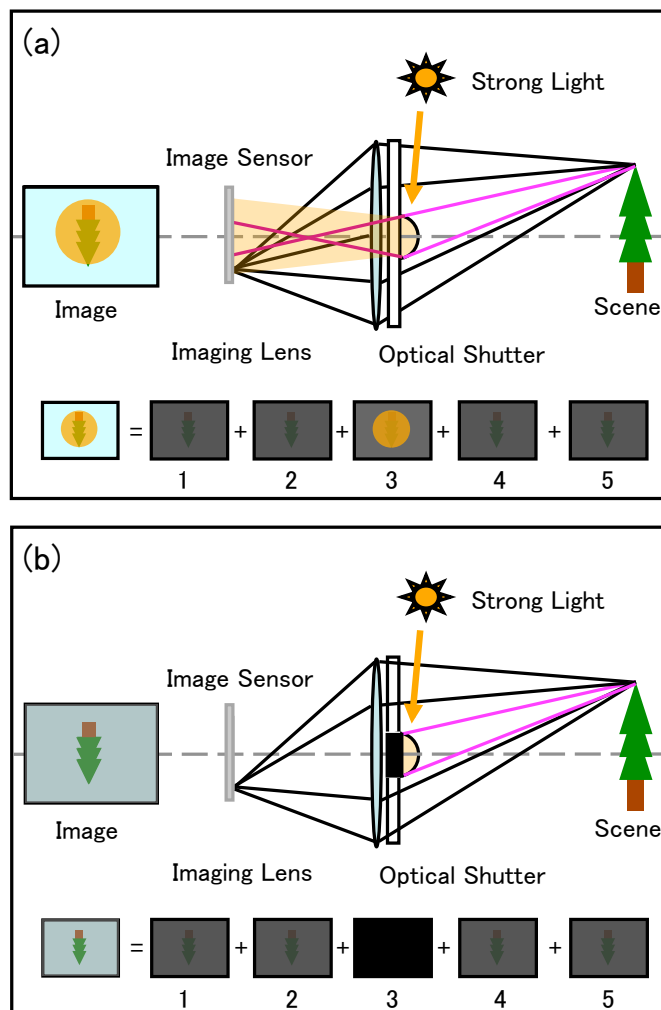 (a)
Strong Light
Image Sensor
Image
Scene
Imaging Lens
Optical Shutter
= + + + +
1 2 3 4 5
(b)
Strong Light
Image Sensor
Image
Scene
Imaging Lens
Optical Shutter
= + + + +
1 2 3 4 5